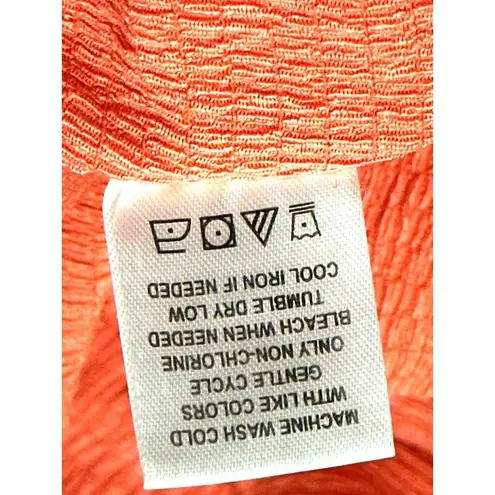 MACHINE WASH COLD
WITH LIKE COLORS
GENTLE CYCLE
ONLY NON-CHLORINE
BLEACH WHEN NEEDED
TUMBLE DRY LOW
COOL IRON IF NEEDED